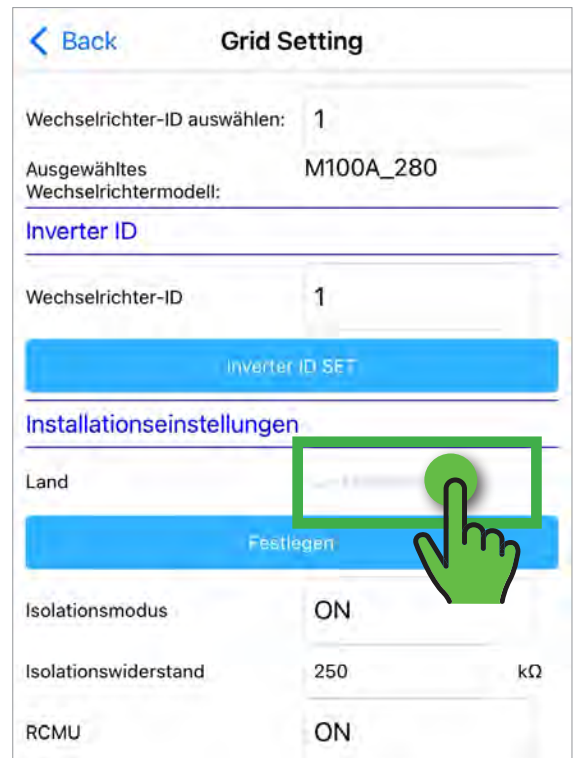 Back Grid Setting
Wechselrichter-ID auswählen: 1
Ausgewähltes M100A_280
Wechselrichtermodell:
Inverter ID
Wechselrichter-ID 1
Inverter ID SET
Installationseinstellungen
Land
Festlegen
Isolationsmodus ON
Isolationswiderstand 250 kΩ
RCMU ON